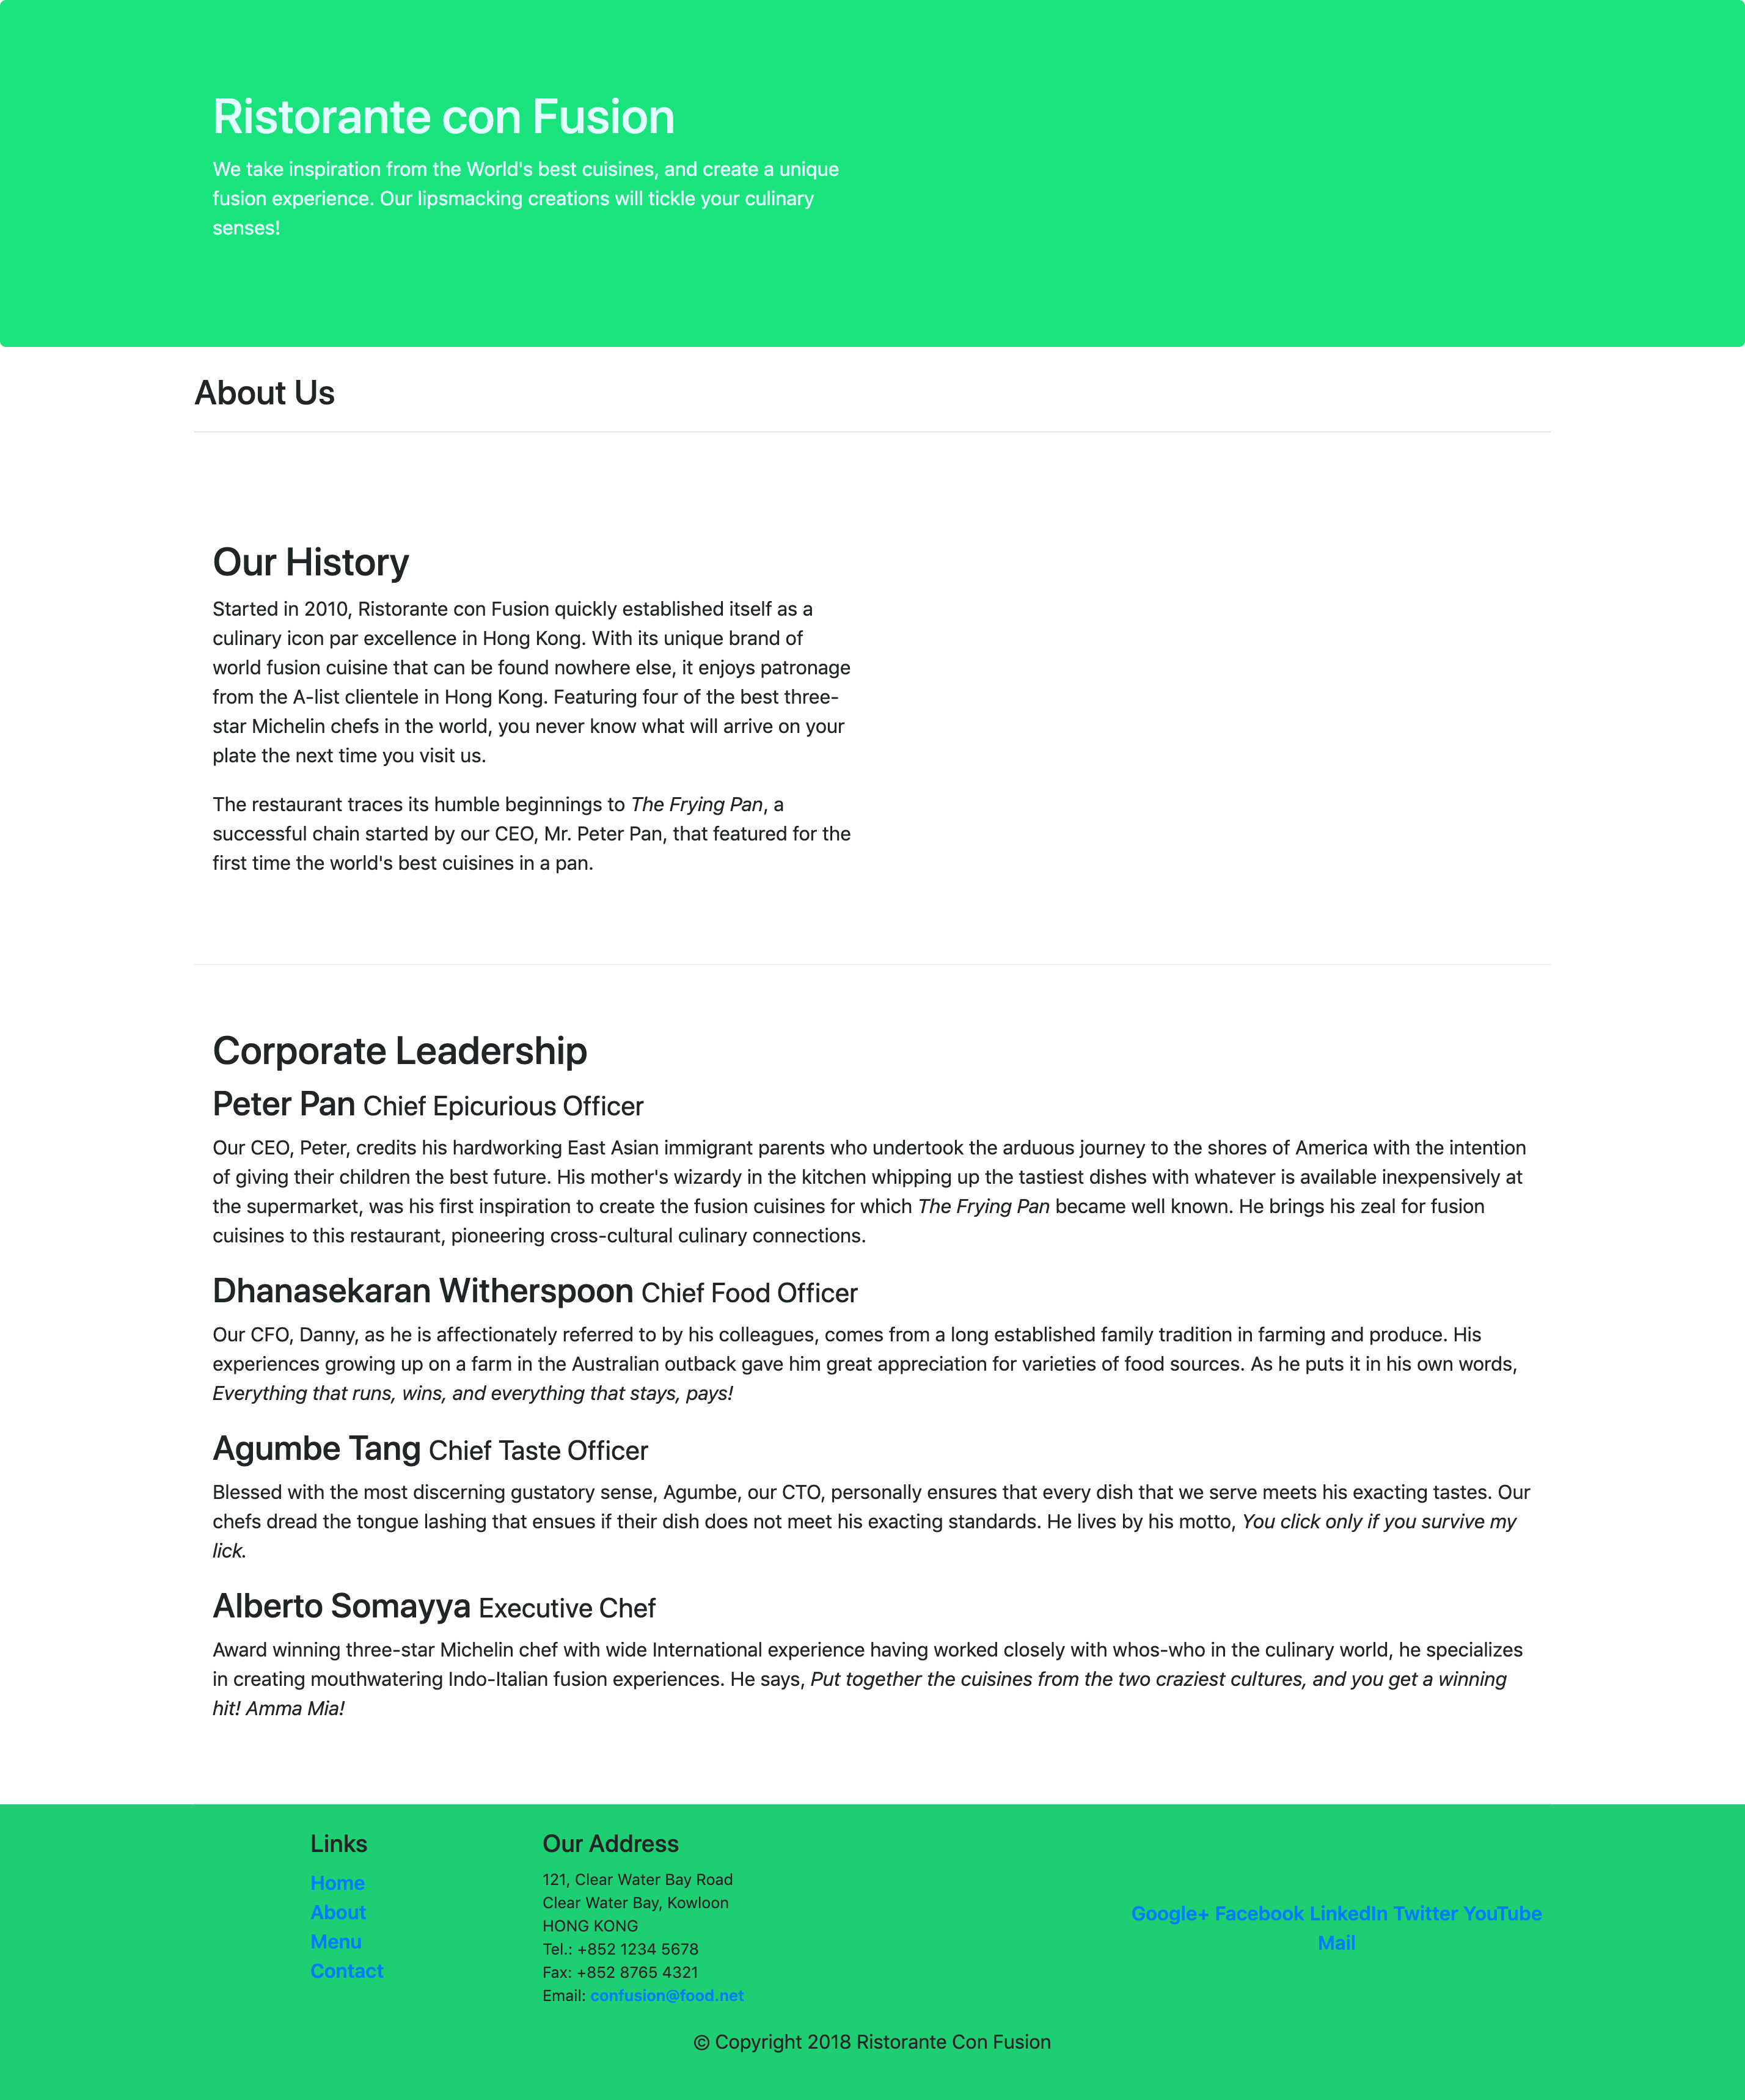 Ristorante con Fusion
We take inspiration from the World's best cuisines, and create a unique
fusion experience. Our lipsmacking creations will tickle your culinary
senses!
About Us
Our History
Started in 2010, Ristorante con Fusion quickly established itself as a
culinary icon par excellence in Hong Kong. With its unique brand of
world fusion cuisine that can be found nowhere else, it enjoys patronage
from the A-list clientele in Hong Kong. Featuring four of the best three-
star Michelin chefs in the world, you never know what will arrive on your
plate the next time you visit us.
The restaurant traces its humble beginnings to The Frying Pan, a
successful chain started by our CEO, Mr. Peter Pan, that featured for the
first time the world's best cuisines in a pan.
Corporate Leadership
Peter Pan Chief Epicurious Officer
Our CEO, Peter, credits his hardworking East Asian immigrant parents who undertook the arduous journey to the shores of America with the intention
of giving their children the best future. His mother's wizardy in the kitchen whipping up the tastiest dishes with whatever is available inexpensively at
the supermarket, was his first inspiration to create the fusion cuisines for which The Frying Pan became well known. He brings his zeal for fusion
cuisines to this restaurant, pioneering cross-cultural culinary connections.
Dhanasekaran Witherspoon Chief Food Officer
Our CFO, Danny, as he is affectionately referred to by his colleagues, comes from a long established family tradition in farming and produce. His
experiences growing up on a farm in the Australian outback gave him great appreciation for varieties of food sources. As he puts it in his own words,
Everything that runs, wins, and everything that stays, pays!
Agumbe Tang Chief Taste Officer
Blessed with the most discerning gustatory sense, Agumbe, our CTO, personally ensures that every dish that we serve meets his exacting tastes. Our
chefs dread the tongue lashing that ensues if their dish does not meet his exacting standards. He lives by his motto, You click only if you survive my
lick.
Alberto Somayya Executive Chef
Award winning three-star Michelin chef with wide International experience having worked closely with whos-who in the culinary world, he specializes
in creating mouthwatering Indo-Italian fusion experiences. He says, Put together the cuisines from the two craziest cultures, and you get a winning
hit! Amma Mia!
Links
Home
About
Menu
Contact
Our Address
121, Clear Water Bay Road
Clear Water Bay, Kowloon
HONG KONG
Tel.: +852 1234 5678
Fax: +852 8765 4321
Email: confusion@food.net
Google+ Facebook LinkedIn Twitter YouTube
Mail
© Copyright 2018 Ristorante Con Fusion